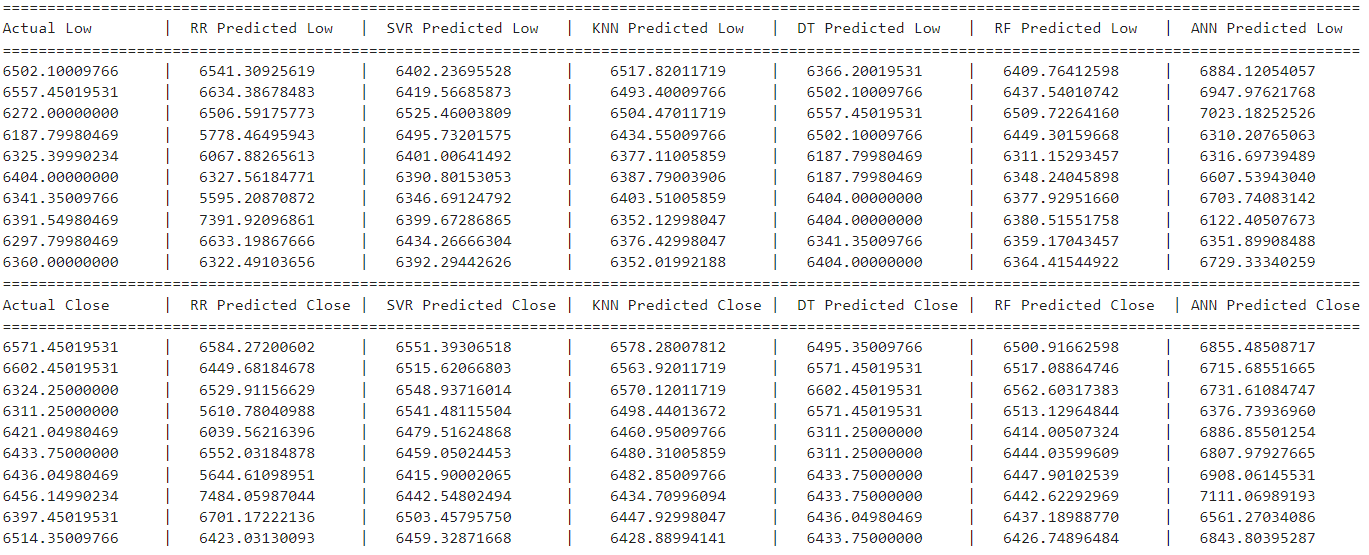 Actual Low | RR Predicted Low | SVR Predicted Low | KNN Predicted Low | DT Predicted Low | RF Predicted Low | ANN Predicted Low
6502.10009766 | 6541.30925619 | 6402.23695528 | 6517.82011719 | 6366.20019531 | 6409.76412598 | 6884.12054057
6557.45019531 | 6634.38678483 | 6419.56685873 | 6493.40009766 | 6502.10009766 | 6437.54010742 | 6947.97621768
6272.00000000 | 6506.59175773 | 6525.46003809 | 6504.47011719 | 6557.45019531 | 6509.72264160 | 7023.18252526
6187.79980469 | 5778.46495943 | 6495.73201575 | 6434.55009766 | 6502.10009766 | 6449.30159668 | 6310.20765063
6325.39990234 | 6067.88265613 | 6401.00641492 | 6377.11005859 | 6187.79980469 | 6311.15293457 | 6316.69739489
6404.00000000 | 6327.56184771 | 6390.80153053 | 6387.79003906 | 6187.79980469 | 6348.24045898 | 6607.53943040
6341.35009766 | 5595.20870872 | 6346.69124792 | 6403.51005859 | 6404.00000000 | 6377.92951660 | 6703.74083142
6391.54980469 | 7391.92096861 | 6399.67286865 | 6352.12998047 | 6404.00000000 | 6380.51551758 | 6122.40507673
6297.79980469 | 6633.19867666 | 6434.26666304 | 6376.42998047 | 6341.35009766 | 6359.17043457 | 6351.89908488
6360.00000000 | 6322.49103656 | 6392.29442626 | 6352.01992188 | 6404.00000000 | 6364.41544922 | 6729.33340259
Actual Close | RR Predicted Close | SVR Predicted Close | KNN Predicted Close | DT Predicted Close | RF Predicted Close | ANN Predicted Close
6571.45019531 | 6584.27200602 | 6551.39306518 | 6578.28007812 | 6495.35009766 | 6500.91662598 | 6855.48508717
6602.45019531 | 6449.68184678 | 6515.62066803 | 6563.92011719 | 6571.45019531 | 6517.08864746 | 6715.68551665
6324.25000000 | 6529.91156629 | 6548.93716014 | 6570.12011719 | 6602.45019531 | 6562.60317383 | 6731.61084747
6311.25000000 | 5610.78040988 | 6541.48115504 | 6498.44013672 | 6571.45019531 | 6513.12964844 | 6376.73936960
6421.04980469 | 6039.56216396 | 6479.51624868 | 6460.95009766 | 6311.25000000 | 6414.00507324 | 6886.85501254
6433.75000000 | 6552.03184878 | 6459.05024453 | 6480.31005859 | 6311.25000000 | 6444.03599609 | 6807.97927665
6436.04980469 | 5644.61098951 | 6415.90002065 | 6482.85009766 | 6433.75000000 | 6447.90102539 | 6908.06145531
6456.14990234 | 7484.05987044 | 6442.54802494 | 6434.70996094 | 6433.75000000 | 6442.62292969 | 7111.06989193
6397.45019531 | 6701.17222136 | 6503.45795750 | 6447.92998047 | 6436.04980469 | 6437.18988770 | 6561.27034086
6514.35009766 | 6423.03130093 | 6459.32871668 | 6428.88994141 | 6433.75000000 | 6426.74896484 | 6843.80395287